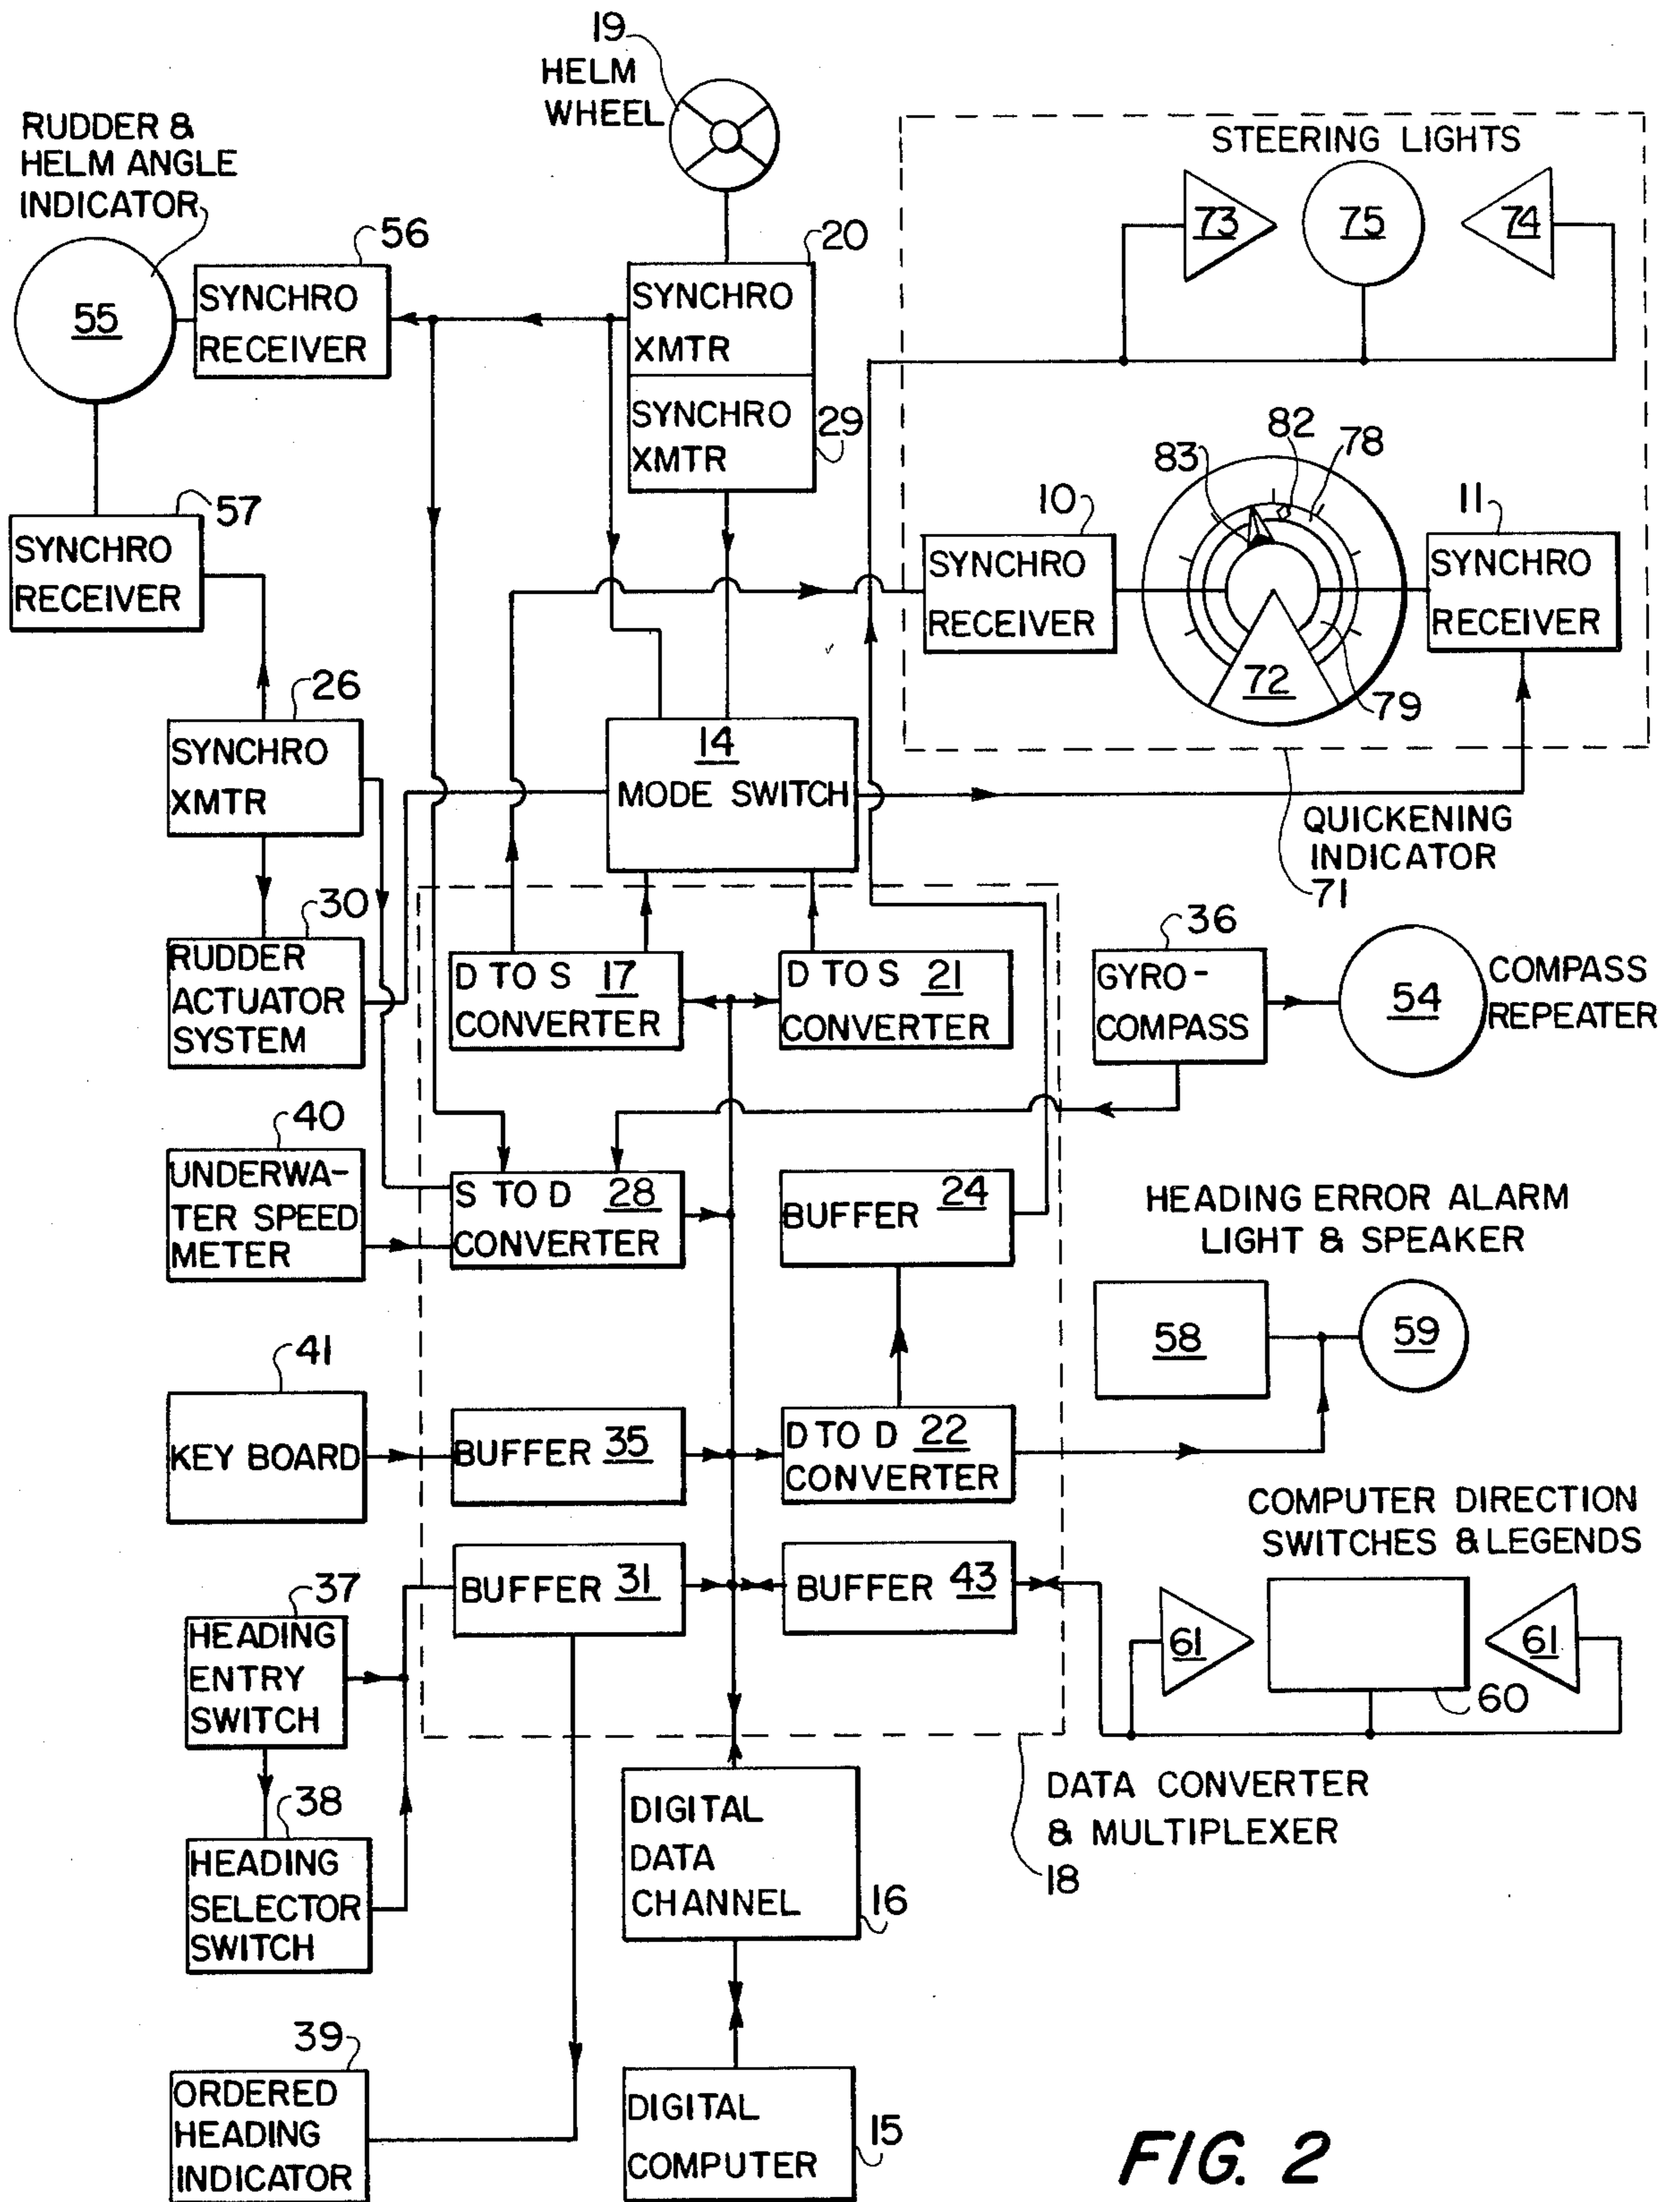 19
HELM
WHEEL
RUDDER &
HELM ANGLE
INDICATOR
55
56
SYNCHRO
RECEIVER
20
SYNCHRO
XMTR
SYNCHRO
XMTR
29
STEERING LIGHTS
73
75
74
57
SYNCHRO
RECEIVER
10
SYNCHRO
RECEIVER
83
82
78
72
79
11
SYNCHRO
RECEIVER
26
SYNCHRO
XMTR
14
MODE SWITCH
QUICKENING
INDICATOR
71
30
RUDDER
ACTUATOR
SYSTEM
D TO S 17
CONVERTER
D TO S 21
CONVERTER
36
GYRO-
COMPASS
54
COMPASS
REPEATER
40
UNDERWA-
TER SPEED
METER
S TO D 28
CONVERTER
BUFFER 24
HEADING ERROR ALARM
LIGHT & SPEAKER
58
59
41
KEY BOARD
BUFFER 35
D TO D 22
CONVERTER
COMPUTER DIRECTION
SWITCHES & LEGENDS
BUFFER 31
BUFFER 43
61
61
60
37
HEADING
ENTRY
SWITCH
38
HEADING
SELECTOR
SWITCH
DIGITAL
DATA
CHANNEL
16
DATA CONVERTER
& MULTIPLEXER
18
39
ORDERED
HEADING
INDICATOR
DIGITAL
COMPUTER
15
FIG. 2